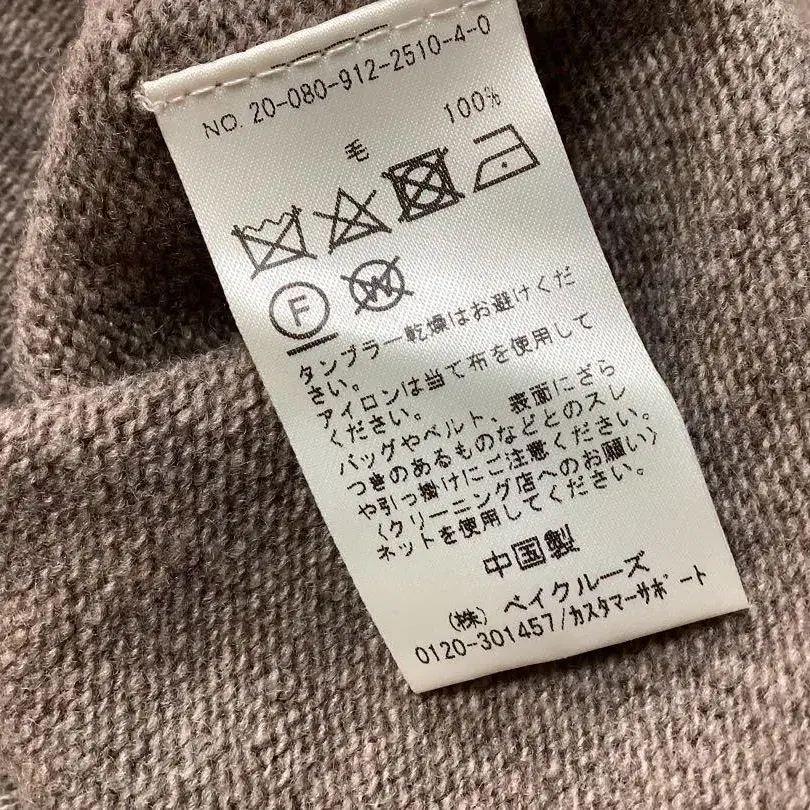 NO. 20-080-912-2510-4-0
毛 100%
F
W
タンブラー乾燥はお避けくだ
さい。
アイロンは当て布を使用して
ください。
バッグやベルト、表面にざら
つきのあるものなどとのスレ
や引っ掛けにご注意ください。
〈クリーニング店へのお願い〉
ネットを使用してください。
中国製
(株) ベイクルーズ
0120-301457/カスタマーサポート